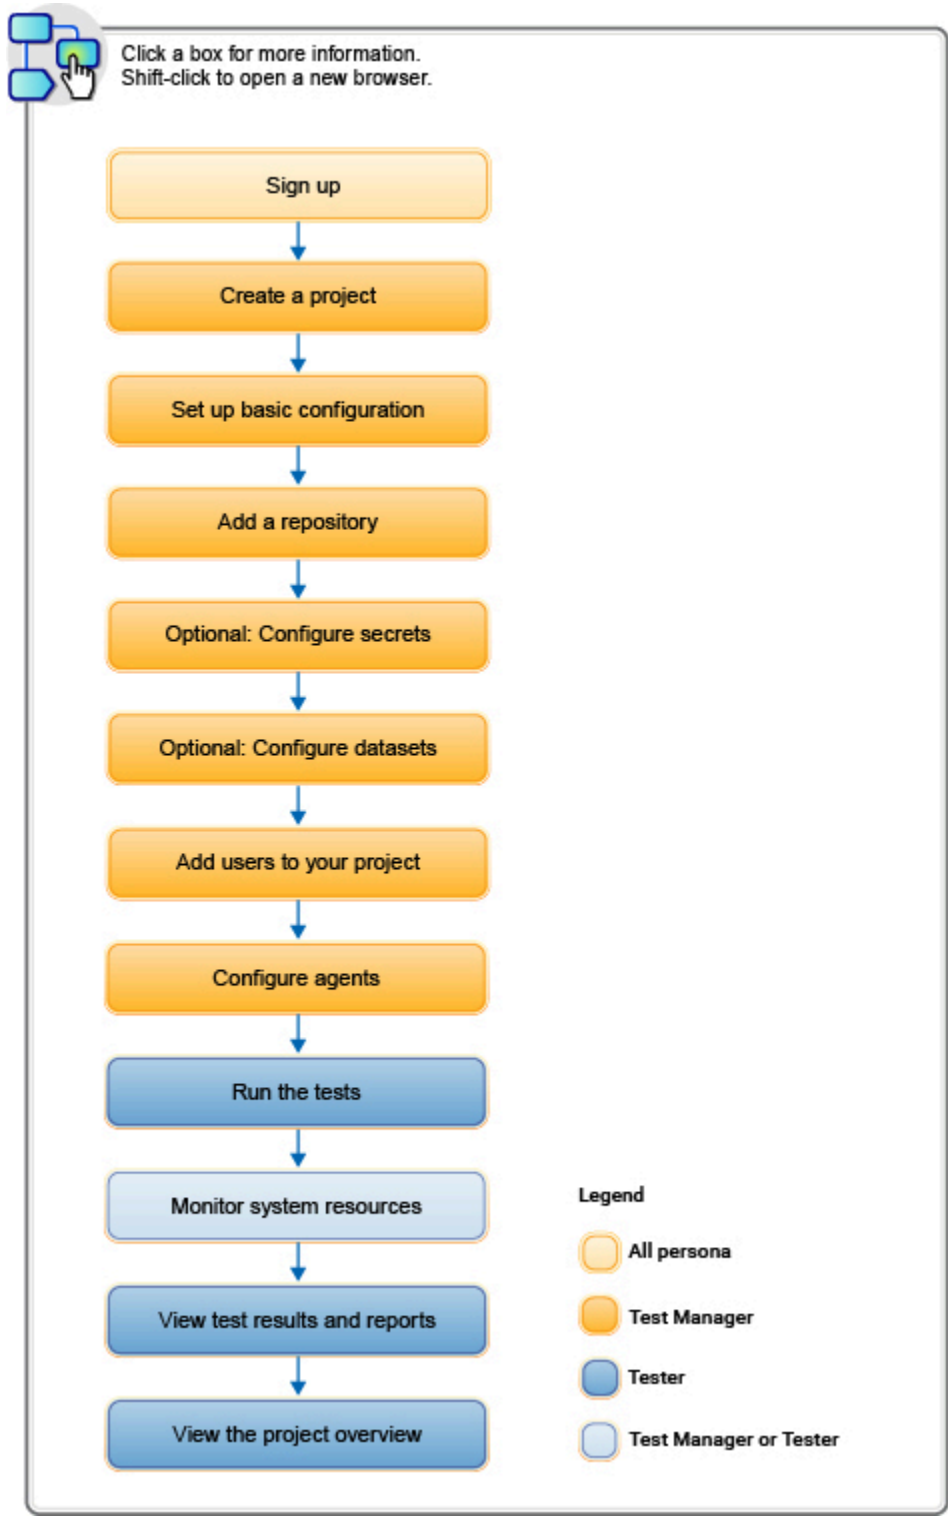 Click a box for more information.
Shift-click to open a new browser.
Sign up
Create a project
Set up basic configuration
Add a repository
Optional: Configure secrets
Optional: Configure datasets
Add users to your project
Configure agents
Run the tests
Monitor system resources
View test results and reports
View the project overview
Legend
All persona
Test Manager
Tester
Test Manager or Tester